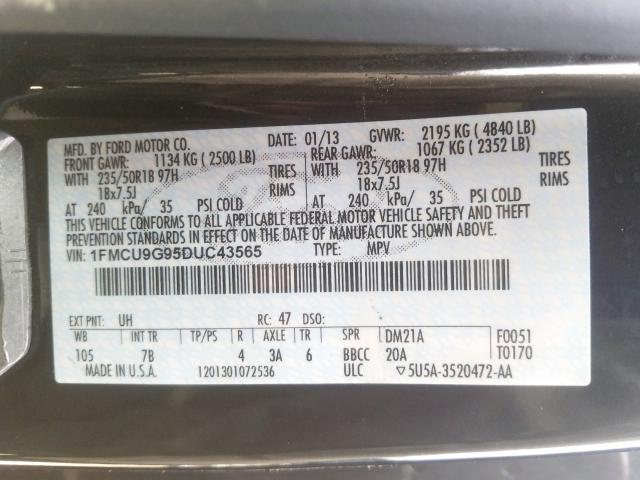 MFD. BY FORD MOTOR CO. DATE: 01/13 GVWR: 2195 KG ( 4840 LB)
FRONT GAWR: 1134 KG ( 2500 LB) REAR GAWR: 1067 KG ( 2352 LB)
WITH 235/50R18 97H TIRES WITH 235/50R18 97H TIRES
18x7.5J RIMS 18x7.5J RIMS
AT 240 kPa/ 35 PSI COLD AT 240 kPa/ 35 PSI COLD
THIS VEHICLE CONFORMS TO ALL APPLICABLE FEDERAL MOTOR VEHICLE SAFETY AND THEFT
PREVENTION STANDARDS IN EFFECT ON THE DATE OF MANUFACTURE SHOWN ABOVE.
VIN: 1FMCU9G95DUC43565 TYPE: MPV
EXT PNT: UH RC: 47 DSO:
WB INT TR TP/PS R AXLE TR SPR DM21A F0051
105 7B 4 3A 6 BBCC 20A T0170
MADE IN U.S.A. 1201301072536 ULC ▽5U5A-3520472-AA